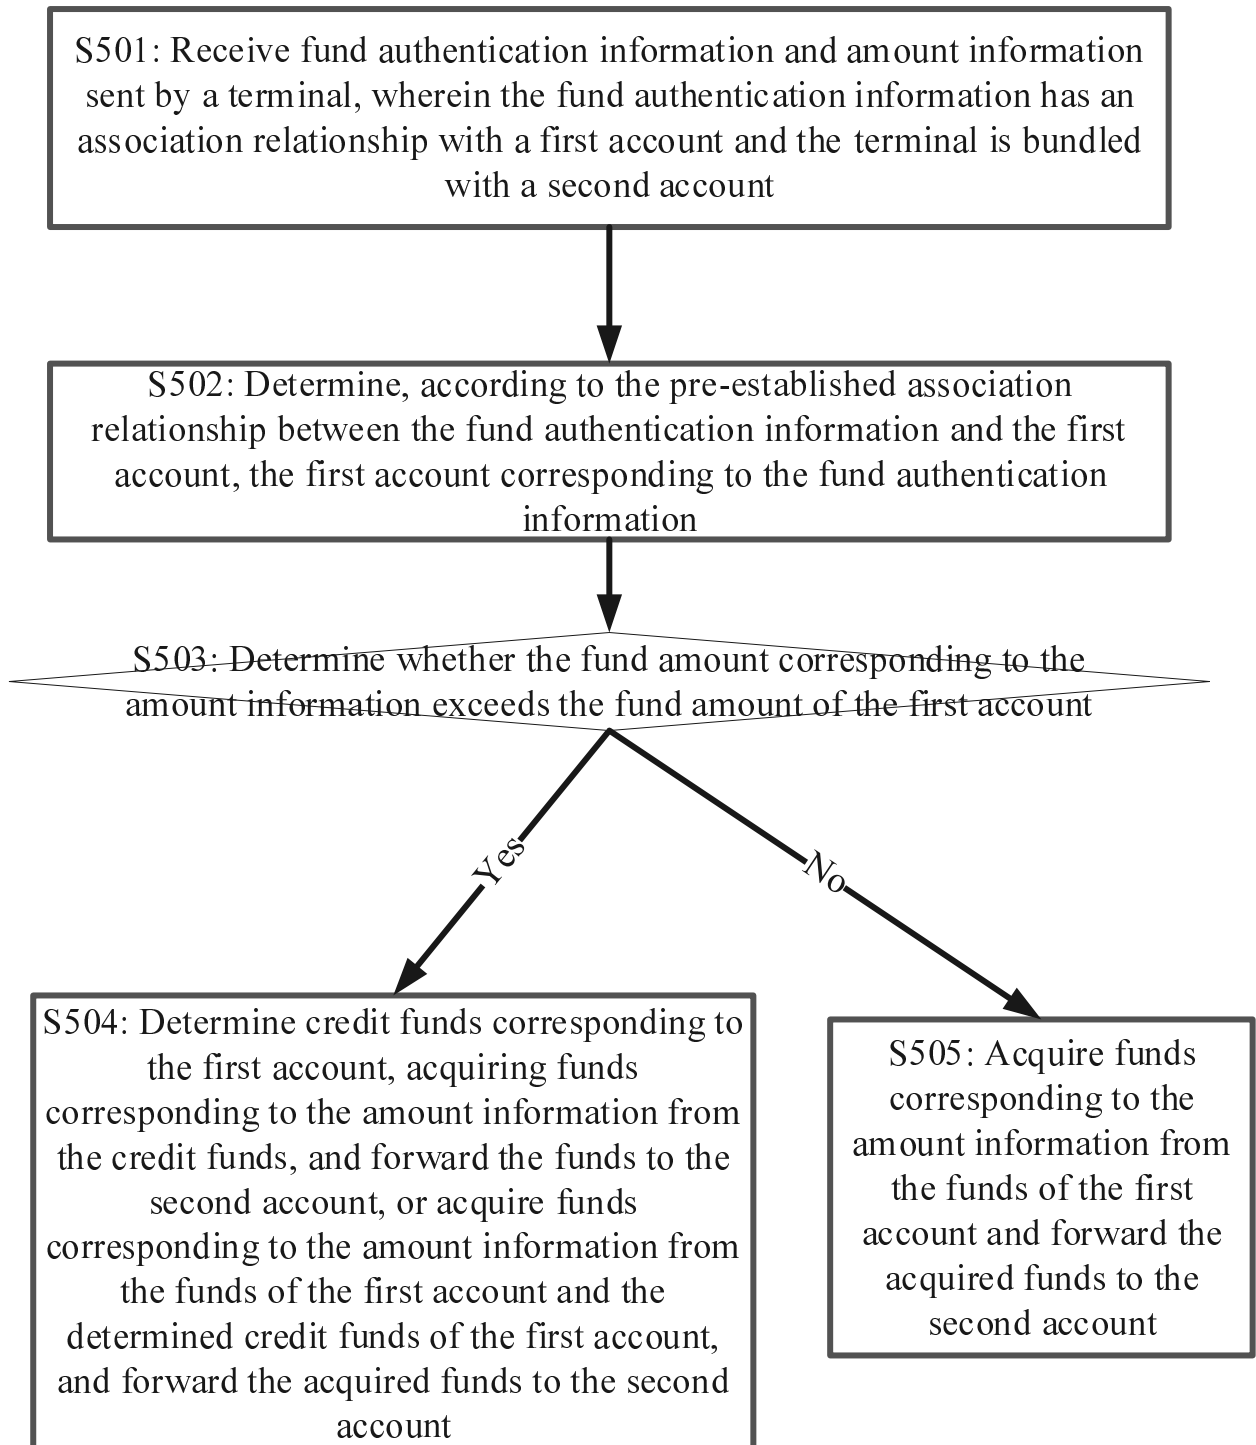 S501: Receive fund authentication information and amount information
sent by a terminal, wherein the fund authentication information has an
association relationship with a first account and the terminal is bundled
with a second account
S502: Determine, according to the pre-established association
relationship between the fund authentication information and the first
account, the first account corresponding to the fund authentication
information
S503: Determine whether the fund amount corresponding to the
amount information exceeds the fund amount of the first account
Yes
No
S504: Determine credit funds corresponding to
the first account, acquiring funds
corresponding to the amount information from
the credit funds, and forward the funds to the
second account, or acquire funds
corresponding to the amount information from
the funds of the first account and the
determined credit funds of the first account,
and forward the acquired funds to the second
account
S505: Acquire funds
corresponding to the
amount information from
the funds of the first
account and forward the
acquired funds to the
second account